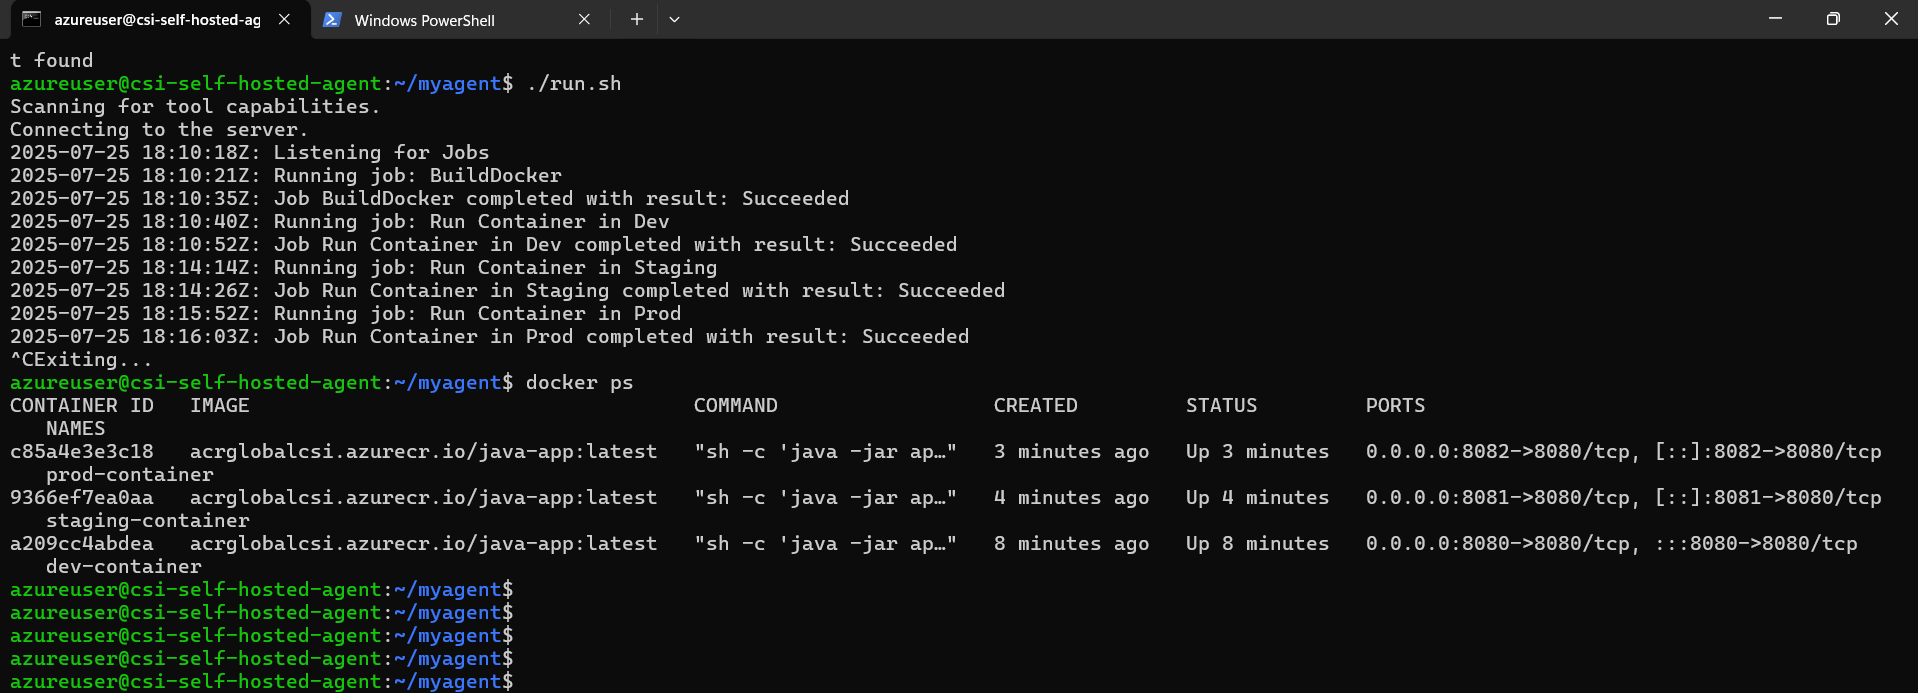 azureuser@csi-self-hosted-ag
Windows PowerShell
t found
azureuser@csi-self-hosted-agent:~/myagent$ ./run.sh
Scanning for tool capabilities.
Connecting to the server.
2025-07-25 18:10:18Z: Listening for Jobs
2025-07-25 18:10:21Z: Running job: BuildDocker
2025-07-25 18:10:35Z: Job BuildDocker completed with result: Succeeded
2025-07-25 18:10:40Z: Running job: Run Container in Dev
2025-07-25 18:10:52Z: Job Run Container in Dev completed with result: Succeeded
2025-07-25 18:14:14Z: Running job: Run Container in Staging
2025-07-25 18:14:26Z: Job Run Container in Staging completed with result: Succeeded
2025-07-25 18:15:52Z: Running job: Run Container in Prod
2025-07-25 18:16:03Z: Job Run Container in Prod completed with result: Succeeded
^CExiting...
azureuser@csi-self-hosted-agent:~/myagent$ docker ps
CONTAINER ID   IMAGE                                     COMMAND                  CREATED         STATUS         PORTS
   NAMES
c85a4e3e3c18   acrglobalcsi.azurecr.io/java-app:latest   "sh -c 'java -jar ap…"   3 minutes ago   Up 3 minutes   0.0.0.0:8082->8080/tcp, [::]:8082->8080/tcp
   prod-container
9366ef7ea0aa   acrglobalcsi.azurecr.io/java-app:latest   "sh -c 'java -jar ap…"   4 minutes ago   Up 4 minutes   0.0.0.0:8081->8080/tcp, [::]:8081->8080/tcp
   staging-container
a209cc4abdea   acrglobalcsi.azurecr.io/java-app:latest   "sh -c 'java -jar ap…"   8 minutes ago   Up 8 minutes   0.0.0.0:8080->8080/tcp, :::8080->8080/tcp
   dev-container
azureuser@csi-self-hosted-agent:~/myagent$
azureuser@csi-self-hosted-agent:~/myagent$
azureuser@csi-self-hosted-agent:~/myagent$
azureuser@csi-self-hosted-agent:~/myagent$
azureuser@csi-self-hosted-agent:~/myagent$